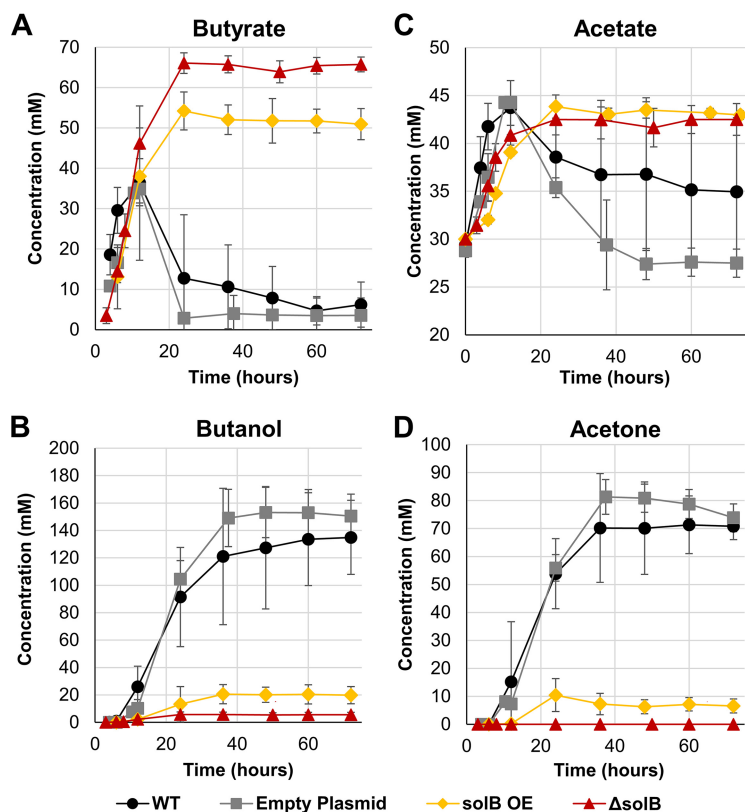 A
Butyrate
Concentration (mM)
70
60
50
40
30
20
10
0
0 20 40 60
Time (hours)
C
Acetate
Concentration (mM)
50
45
40
35
30
25
20
0 20 40 60
Time (hours)
B
Butanol
Concentration (mM)
200
180
160
140
120
100
80
60
40
20
0
0 20 40 60
Time (hours)
D
Acetone
Concentration (mM)
100
90
80
70
60
50
40
30
20
10
0
0 20 40 60
Time (hours)
WT Empty Plasmid solB OE ΔsolB